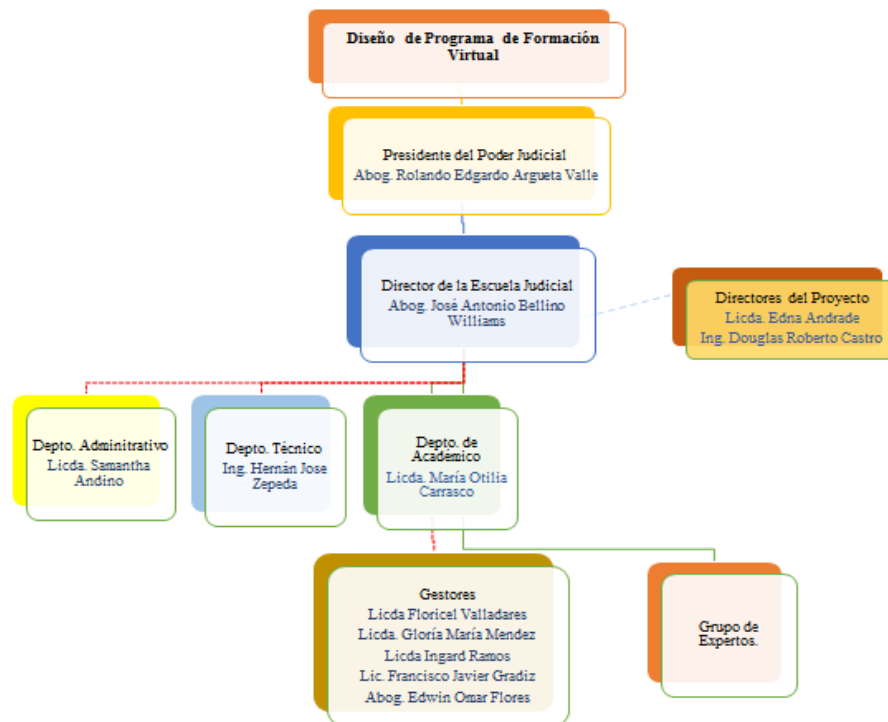 Diseño de Programa de Formación
Virtual
Presidente del Poder Judicial
Abog. Rolando Edgardo Argueta Valle
Director de la Escuela Judicial
Abog. José Antonio Bellino
Williams
Directores del Proyecto
Licda. Edna Andrade
Ing. Douglas Roberto Castro
Depto. Adminitrativo
Licda. Samantha
Andino
Depto. Técnico
Ing. Hernán Jose
Zepeda
Depto. de
Académico
Licda. María Otilia
Carrasco
Gestores
Licda Floricel Valladares
Licda. Gloría María Mendez
Licda Ingard Ramos
Lic. Francisco Javier Gradiz
Abog. Edwin Omar Flores
Grupo de
Expertos.